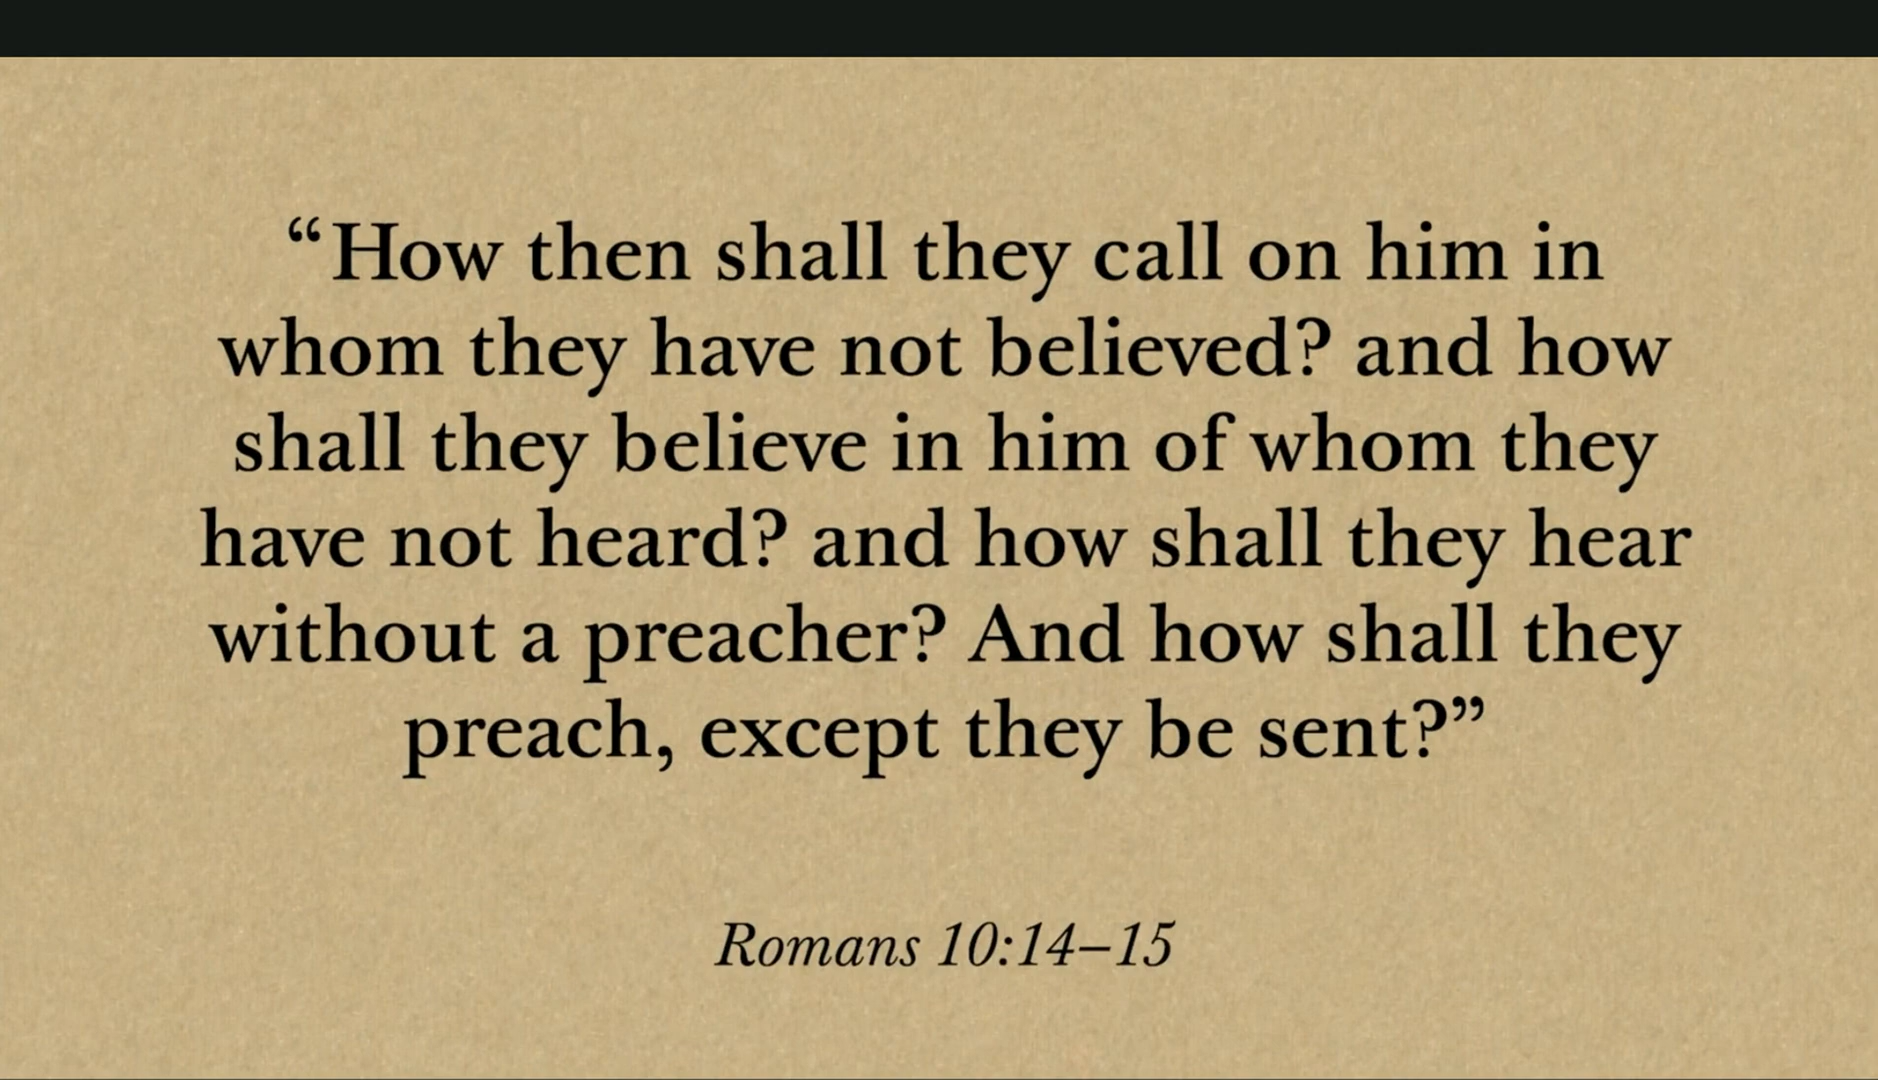 “How then shall they call on him in
whom they have not believed? and how
shall they believe in him of whom they
have not heard? and how shall they hear
without a preacher? And how shall they
preach, except they be sent?”
Romans 10:14–15